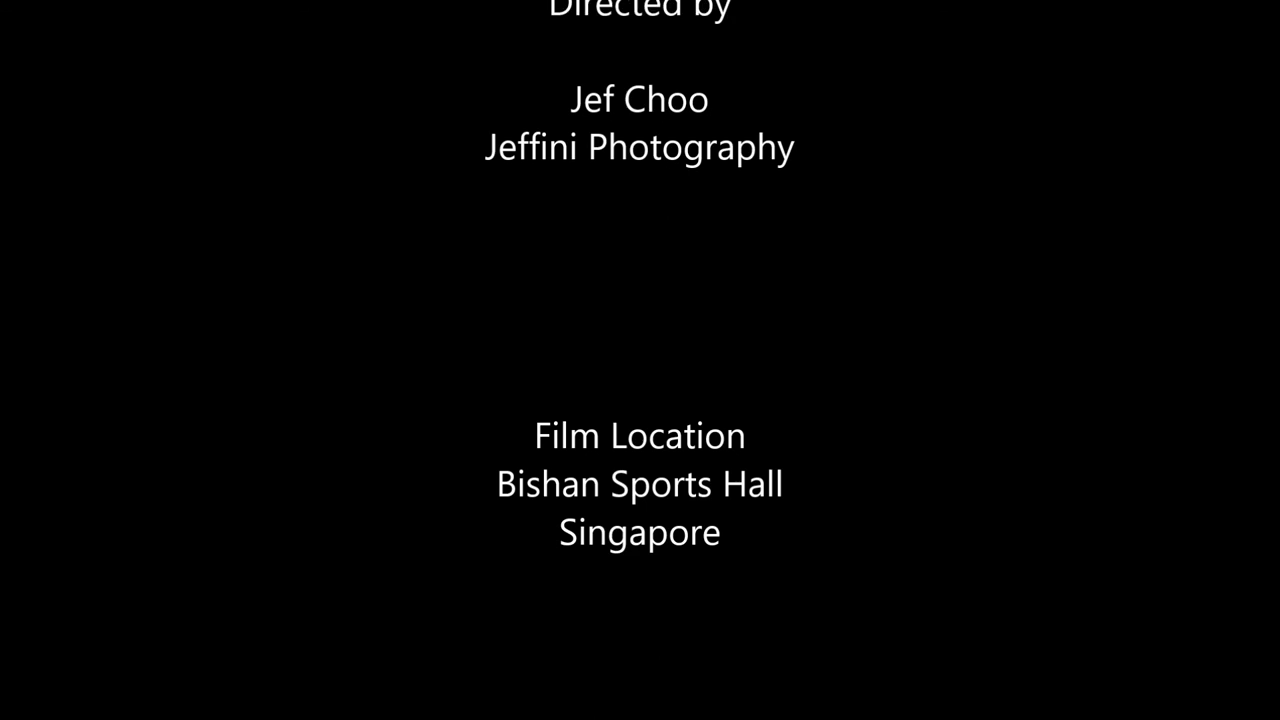 Directed by
Jef Choo
Jeffini Photography
Film Location
Bishan Sports Hall
Singapore